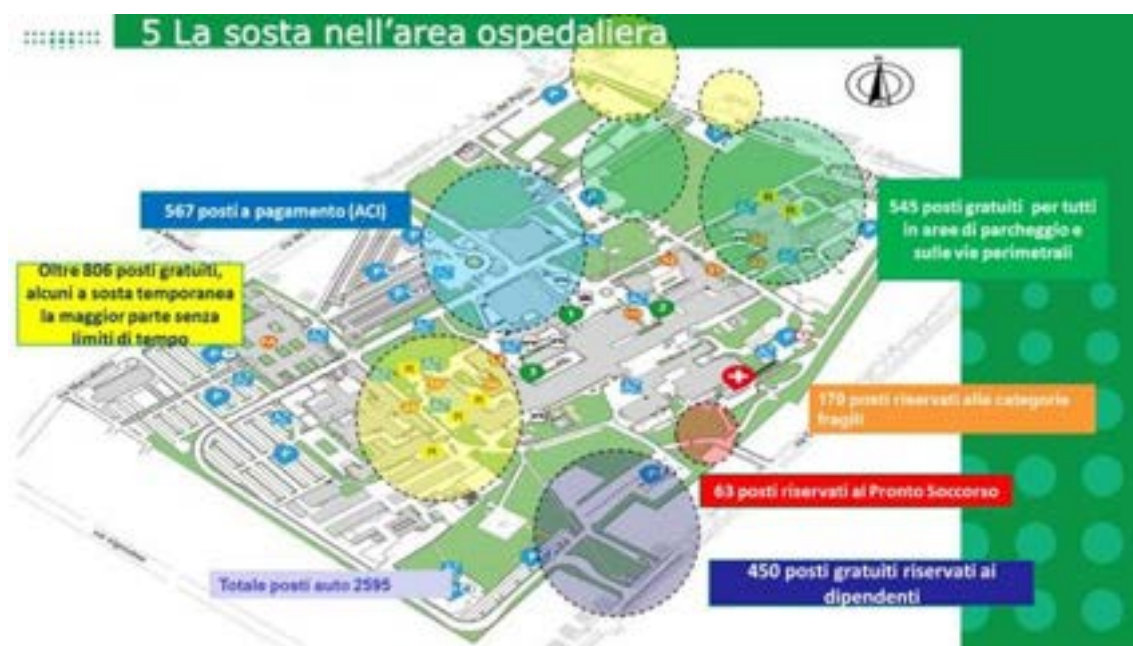 5 La sosta nell'area ospedaliera
567 posti a pagamento (ACI)
Oltre 806 posti gratuiti,
alcuni a sosta temporanea
la maggior parte senza
limiti di tempo
545 posti gratuiti per tutti
in aree di parcheggio e
sulle vie perimetrali
170 posti riservati alle categorie
fragili
63 posti riservati al Pronto Soccorso
Totale posti auto 2595
450 posti gratuiti riservati ai
dipendenti
1
2
3